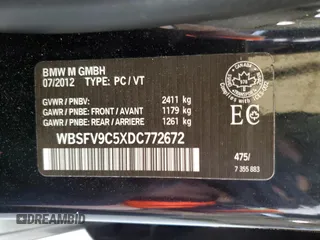 BMW M GMBH
07/2012 TYPE: PC / VT
GVWR / PNBV: 2411 kg
GAWR / PNBE: FRONT / AVANT 1179 kg
GAWR / PNBE: REAR / ARRIERE 1261 kg
WBSFV9C5XDC772672
EC
475/
7 355 883
DREAMBID